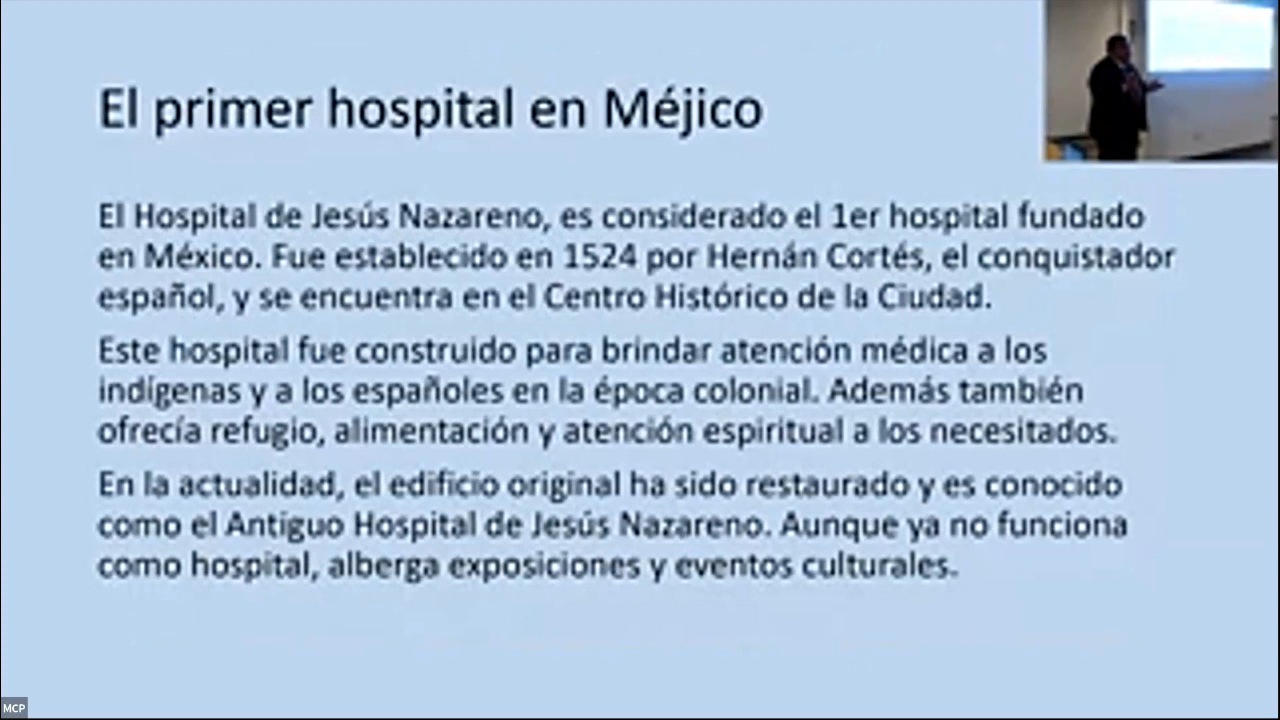 El primer hospital en Méjico
El Hospital de Jesús Nazareno, es considerado el 1er hospital fundado
en México. Fue establecido en 1524 por Hernán Cortés, el conquistador
español, y se encuentra en el Centro Histórico de la Ciudad.
Este hospital fue construido para brindar atención médica a los
indígenas y a los españoles en la época colonial. Además también
ofrecía refugio, alimentación y atención espiritual a los necesitados.
En la actualidad, el edificio original ha sido restaurado y es conocido
como el Antiguo Hospital de Jesús Nazareno. Aunque ya no funciona
como hospital, alberga exposiciones y eventos culturales.
MCP